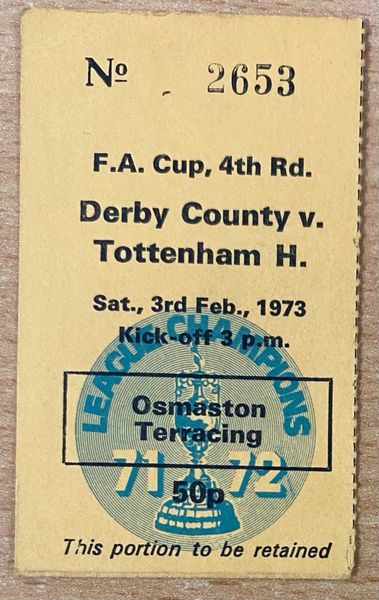 Nº 2653
F.A. Cup, 4th Rd.
Derby County v.
Tottenham H.
Sat., 3rd Feb., 1973
Kick-off 3 p.m.
LEAGUE CHAMPIONS
Osmaston
Terracing
71 72
50p
This portion to be retained